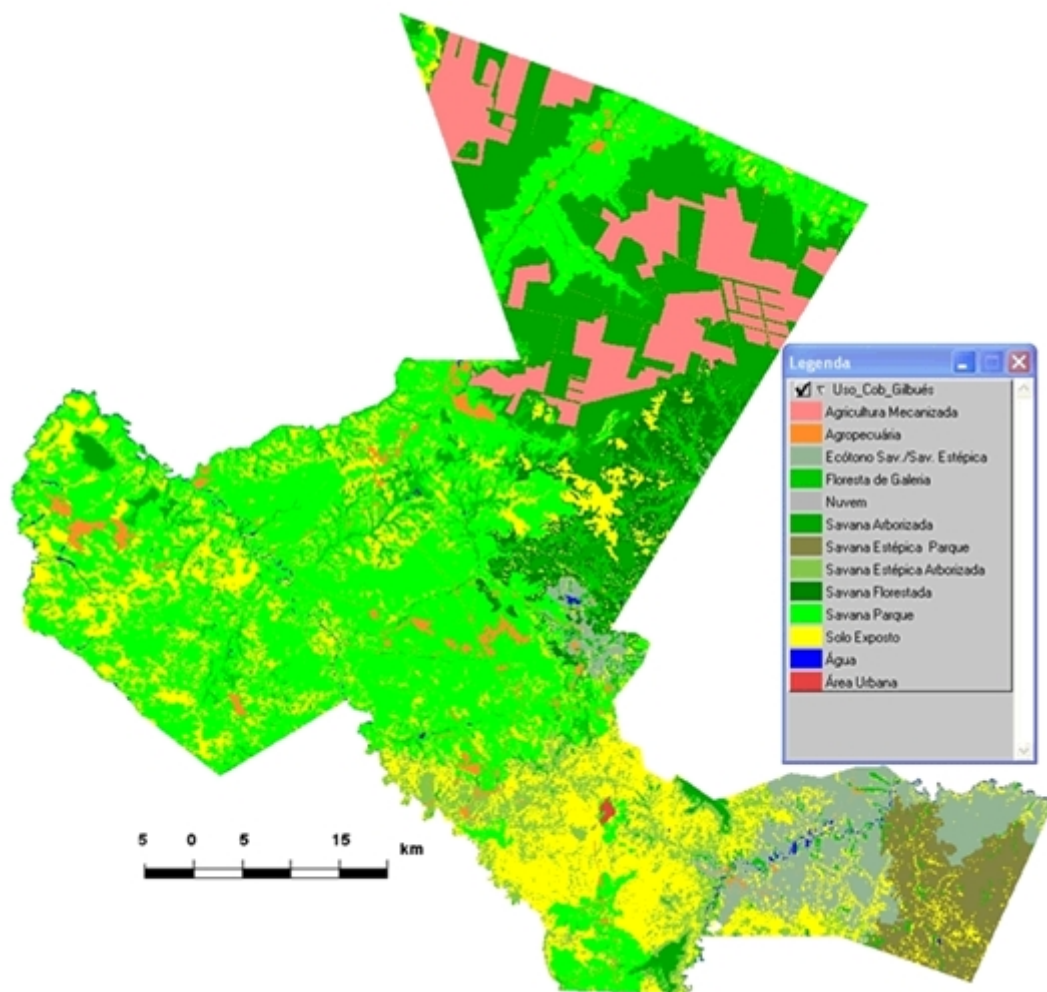 Legenda
Uso_Cob_Gilbués
Agricultura Mecanizada
Agropecuária
Ecótono Sav./Sav. Estépica
Floresta de Galeria
Nuvem
Savana Arborizada
Savana Estépica Parque
Savana Estépica Arborizada
Savana Florestada
Savana Parque
Solo Exposto
Água
Área Urbana
5 0 5 15 km